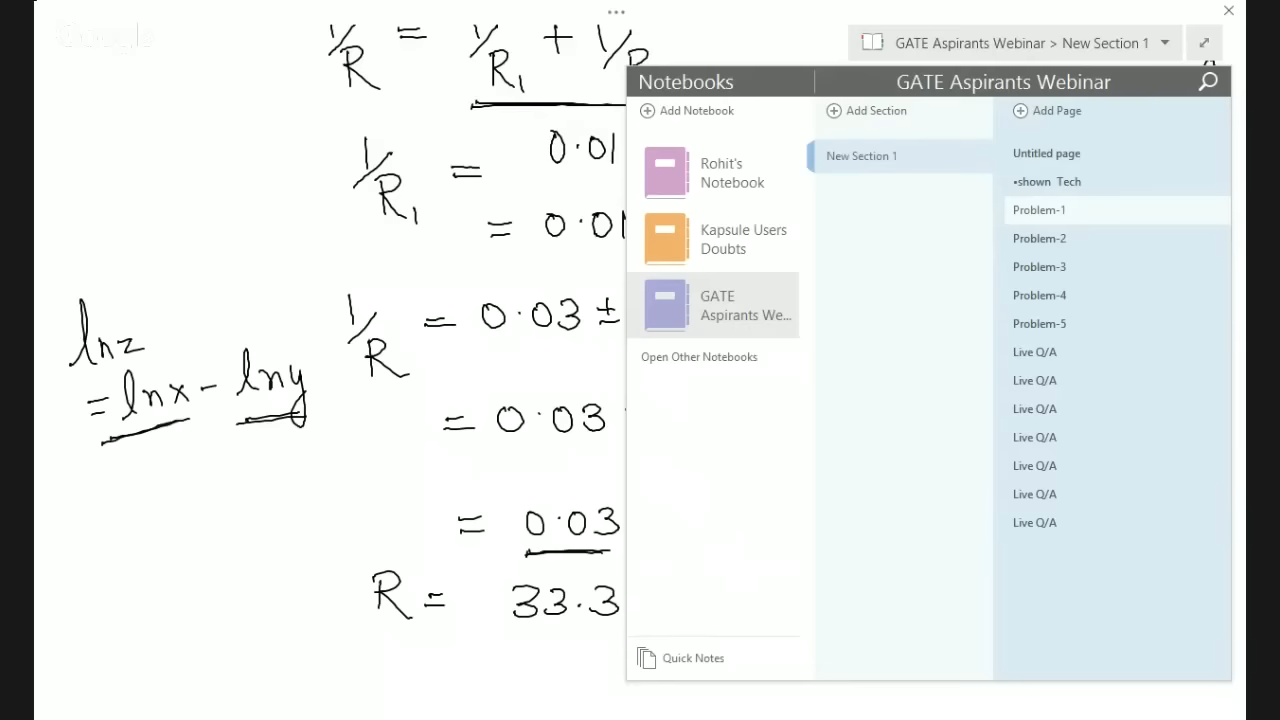 Google
1/R = 1/R1 + 1/R
1/R1 = 0.01
= 0.01
1/R = 0.03 ±
= 0.03
= 0.03
R = 33.3
ln z
= ln x - ln y
GATE Aspirants Webinar > New Section 1
Notebooks
GATE Aspirants Webinar
Add Notebook
Add Section
Add Page
Rohit's
Notebook
Kapsule Users
Doubts
GATE
Aspirants We...
Open Other Notebooks
Quick Notes
New Section 1
Untitled page
•shown Tech
Problem-1
Problem-2
Problem-3
Problem-4
Problem-5
Live Q/A
Live Q/A
Live Q/A
Live Q/A
Live Q/A
Live Q/A
Live Q/A